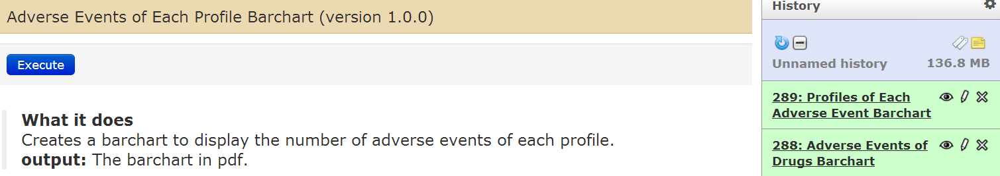 Adverse Events of Each Profile Barchart (version 1.0.0)
Execute
What it does
Creates a barchart to display the number of adverse events of each profile.
output: The barchart in pdf.
History
Unnamed history 136.8 MB
289: Profiles of Each
Adverse Event Barchart
288: Adverse Events of
Drugs Barchart